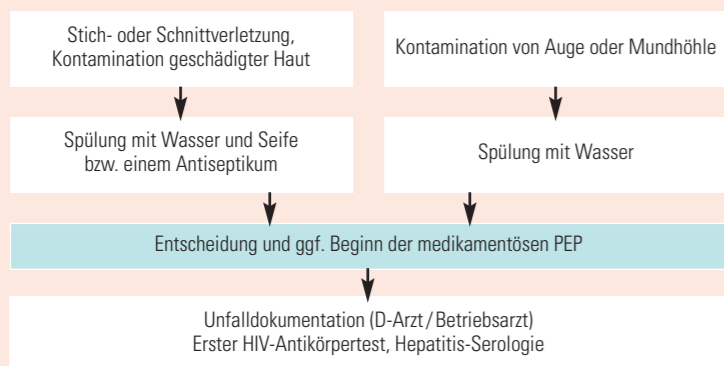 Stich- oder Schnittverletzung,
Kontamination geschädigter Haut
Kontamination von Auge oder Mundhöhle
Spülung mit Wasser und Seife
bzw. einem Antiseptikum
Spülung mit Wasser
Entscheidung und ggf. Beginn der medikamentösen PEP
Unfalldokumentation (D-Arzt / Betriebsarzt)
Erster HIV-Antikörpertest, Hepatitis-Serologie